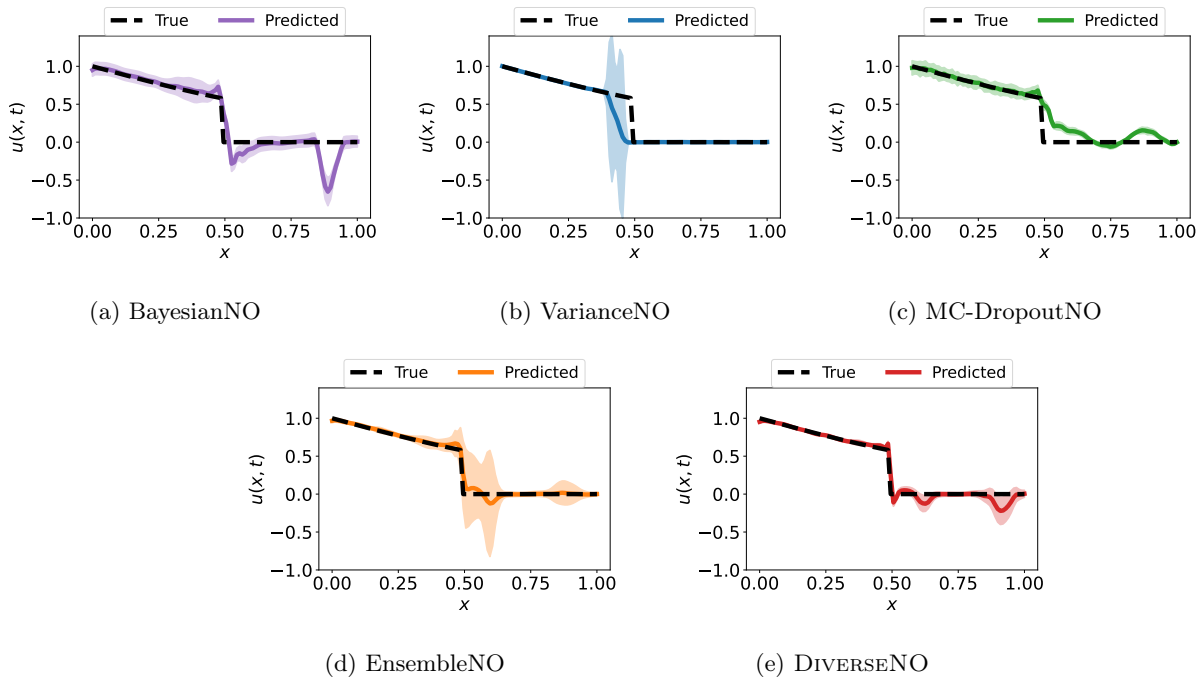 True Predicted True Predicted True Predicted
1.0 1.0 1.0
0.5 0.5 0.5
0.0 0.0 0.0
−0.5 −0.5 −0.5
−1.0 −1.0 −1.0
u(x, t) u(x, t) u(x, t)
0.00 0.25 0.50 0.75 1.00 0.00 0.25 0.50 0.75 1.00 0.00 0.25 0.50 0.75 1.00
x x x
(a) BayesianNO (b) VarianceNO (c) MC-DropoutNO
True Predicted True Predicted
1.0 1.0
0.5 0.5
0.0 0.0
−0.5 −0.5
−1.0 −1.0
u(x, t) u(x, t)
0.00 0.25 0.50 0.75 1.00 0.00 0.25 0.50 0.75 1.00
x x
(d) EnsembleNO (e) DIVERSENO